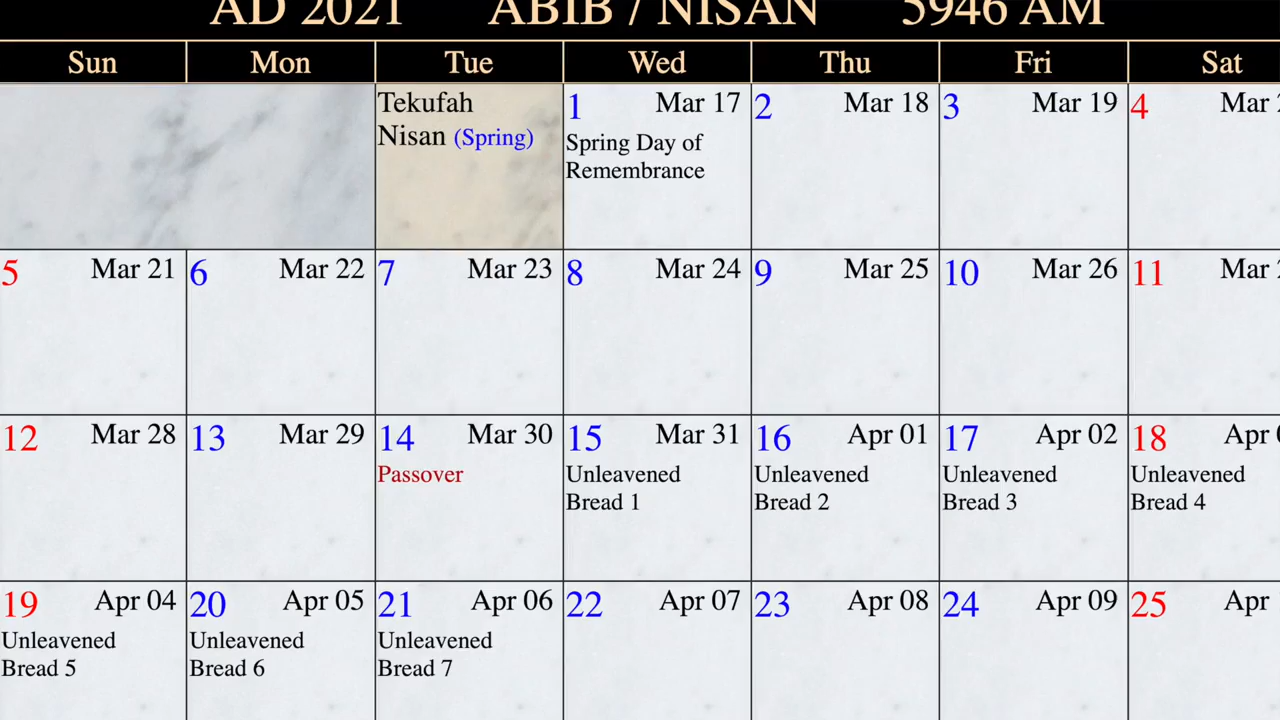 AD 2021 ABIB / NISAN 5946 AM
Sun Mon Tue Wed Thu Fri Sat
Tekufah
Nisan (Spring)
1 Mar 17
Spring Day of
Remembrance
2 Mar 18
3 Mar 19
4 Mar
5 Mar 21
6 Mar 22
7 Mar 23
8 Mar 24
9 Mar 25
10 Mar 26
11 Mar
12 Mar 28
13 Mar 29
14 Mar 30
Passover
15 Mar 31
Unleavened
Bread 1
16 Apr 01
Unleavened
Bread 2
17 Apr 02
Unleavened
Bread 3
18 Apr
Unleavened
Bread 4
19 Apr 04
Unleavened
Bread 5
20 Apr 05
Unleavened
Bread 6
21 Apr 06
Unleavened
Bread 7
22 Apr 07
23 Apr 08
24 Apr 09
25 Apr